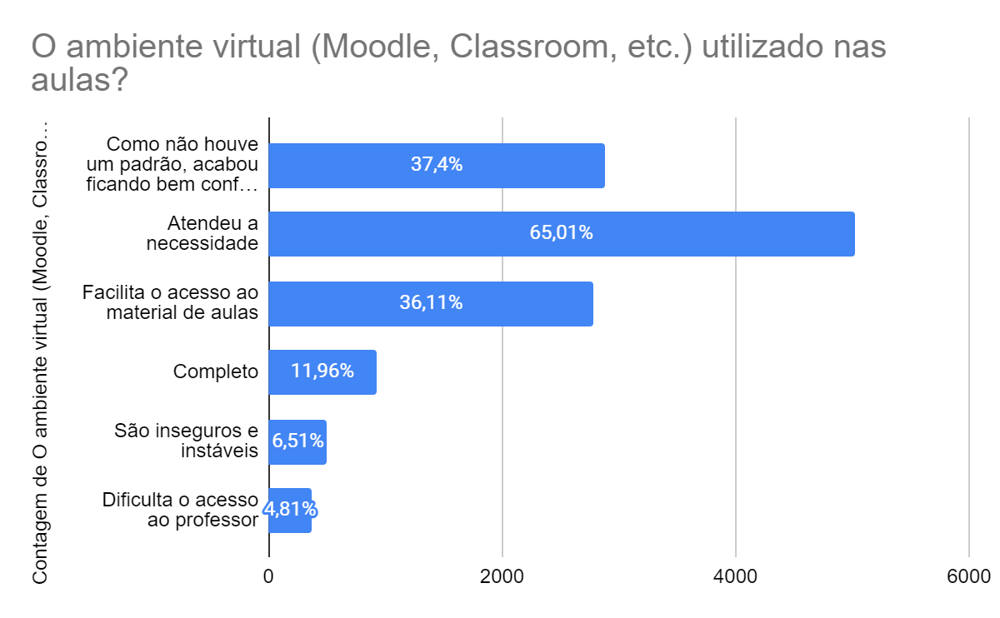 O ambiente virtual (Moodle, Classroom, etc.) utilizado nas
aulas?
Contagem de O ambiente virtual (Moodle, Classro…
Como não houve
um padrão, acabou
ficando bem conf…
37,4%
Atendeu a
necessidade
65,01%
Facilita o acesso ao
material de aulas
36,11%
Completo
11,96%
São inseguros e
instáveis
6,51%
Dificulta o acesso
ao professor
4,81%
0
2000
4000
6000